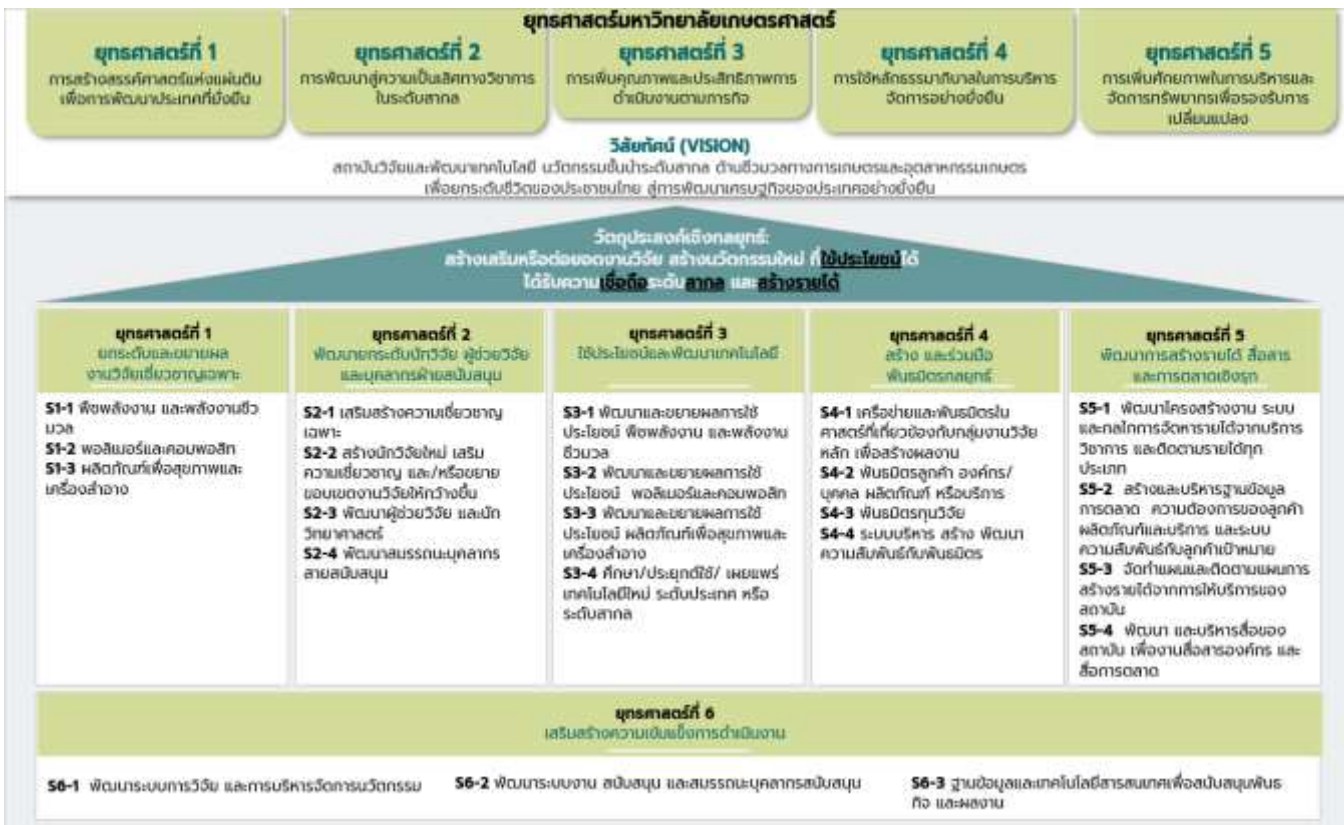 ยุทธศาสตร์มหาวิทยาลัยเกษตรศาสตร์
ยุทธศาสตร์ที่ 1
การสร้างสรรค์ศาสตร์แห่งแผ่นดิน
เพื่อการพัฒนาประเทศที่ยั่งยืน
ยุทธศาสตร์ที่ 2
การพัฒนาสู่ความเป็นเลิศทางวิชาการ
ในระดับสากล
ยุทธศาสตร์ที่ 3
การเพิ่มคุณภาพและประสิทธิภาพการ
ดำเนินงานตามภารกิจ
ยุทธศาสตร์ที่ 4
การใช้หลักธรรมาภิบาลในการบริหาร
จัดการอย่างยั่งยืน
ยุทธศาสตร์ที่ 5
การเพิ่มศักยภาพในการบริหารและ
จัดการทรัพยากรเพื่อรองรับการ
เปลี่ยนแปลง
วิสัยทัศน์ (VISION)
สถาบันวิจัยและพัฒนาเทคโนโลยี นวัตกรรมชั้นนำระดับสากล ด้านชีวมวลทางการเกษตรและอุตสาหกรรมเกษตร
เพื่อยกระดับชีวิตของประชาชนไทย สู่การพัฒนาเศรษฐกิจของประเทศอย่างยั่งยืน
วัตถุประสงค์เชิงกลยุทธ์:
สร้างเสริมหรือต่อยอดงานวิจัย สร้างนวัตกรรมใหม่ ที่ใช้ประโยชน์ได้
ได้รับความเชื่อถือระดับสากล และสร้างรายได้
ยุทธศาสตร์ที่ 1
ยกระดับและขยายผล
งานวิจัยเชี่ยวชาญเฉพาะ
S1-1 พืชพลังงาน และพลังงานชีว
มวล
S1-2 พอลิเมอร์และคอมพอสิท
S1-3 ผลิตภัณฑ์เพื่อสุขภาพและ
เครื่องสำอาง
ยุทธศาสตร์ที่ 2
พัฒนายกระดับนักวิจัย ผู้ช่วยวิจัย
และบุคลากรฝ่ายสนับสนุน
S2-1 เสริมสร้างความเชี่ยวชาญ
เฉพาะ
S2-2 สร้างนักวิจัยใหม่ เสริม
ความเชี่ยวชาญ และ/หรือขยาย
ขอบเขตงานวิจัยให้กว้างขึ้น
S2-3 พัฒนาผู้ช่วยวิจัย และนัก
วิทยาศาสตร์
S2-4 พัฒนาสมรรถนะบุคลากร
สายสนับสนุน
ยุทธศาสตร์ที่ 3
ใช้ประโยชน์และพัฒนาเทคโนโลยี
S3-1 พัฒนาและขยายผลการใช้
ประโยชน์ พืชพลังงาน และพลังงาน
ชีวมวล
S3-2 พัฒนาและขยายผลการใช้
ประโยชน์ พอลิเมอร์และคอมพอสิท
S3-3 พัฒนาและขยายผลการใช้
ประโยชน์ ผลิตภัณฑ์เพื่อสุขภาพและ
เครื่องสำอาง
S3-4 ศึกษา/ประยุกต์ใช้/ เผยแพร่
เทคโนโลยีใหม่ ระดับประเทศ หรือ
ระดับสากล
ยุทธศาสตร์ที่ 4
สร้าง และร่วมมือ
พันธมิตรกลยุทธ์
S4-1 เครือข่ายและพันธมิตรใน
ศาสตร์ที่เกี่ยวข้องกับกลุ่มงานวิจัย
หลัก เพื่อสร้างผลงาน
S4-2 พันธมิตรลูกค้า องค์กร/
บุคคล ผลิตภัณฑ์ หรือบริการ
S4-3 พันธมิตรทุนวิจัย
S4-4 ระบบบริหาร สร้าง พัฒนา
ความสัมพันธ์กับพันธมิตร
ยุทธศาสตร์ที่ 5
พัฒนาการสร้างรายได้ สื่อสาร
และการตลาดเชิงรุก
S5-1 พัฒนาโครงสร้างงาน ระบบ
และกลไกการจัดหารายได้จากบริการ
วิชาการ และติดตามรายได้ทุก
ประเภท
S5-2 สร้างและบริหารฐานข้อมูล
การตลาด ความต้องการของลูกค้า
ผลิตภัณฑ์และบริการ และระบบ
ความสัมพันธ์กับลูกค้าเป้าหมาย
S5-3 จัดทำแผนและติดตามแผนการ
สร้างรายได้จากการให้บริการของ
สถาบัน
S5-4 พัฒนา และบริหารสื่อของ
สถาบัน เพื่องานสื่อสารองค์กร และ
สื่อการตลาด
ยุทธศาสตร์ที่ 6
เสริมสร้างความเข้มแข็งการดำเนินงาน
S6-1 พัฒนาระบบการวิจัย และการบริหารจัดการนวัตกรรม
S6-2 พัฒนาระบบงาน สนับสนุน และสมรรถนะบุคลากรสนับสนุน
S6-3 ฐานข้อมูลและเทคโนโลยีสารสนเทศเพื่อสนับสนุนพันธ
กิจ และผลงาน